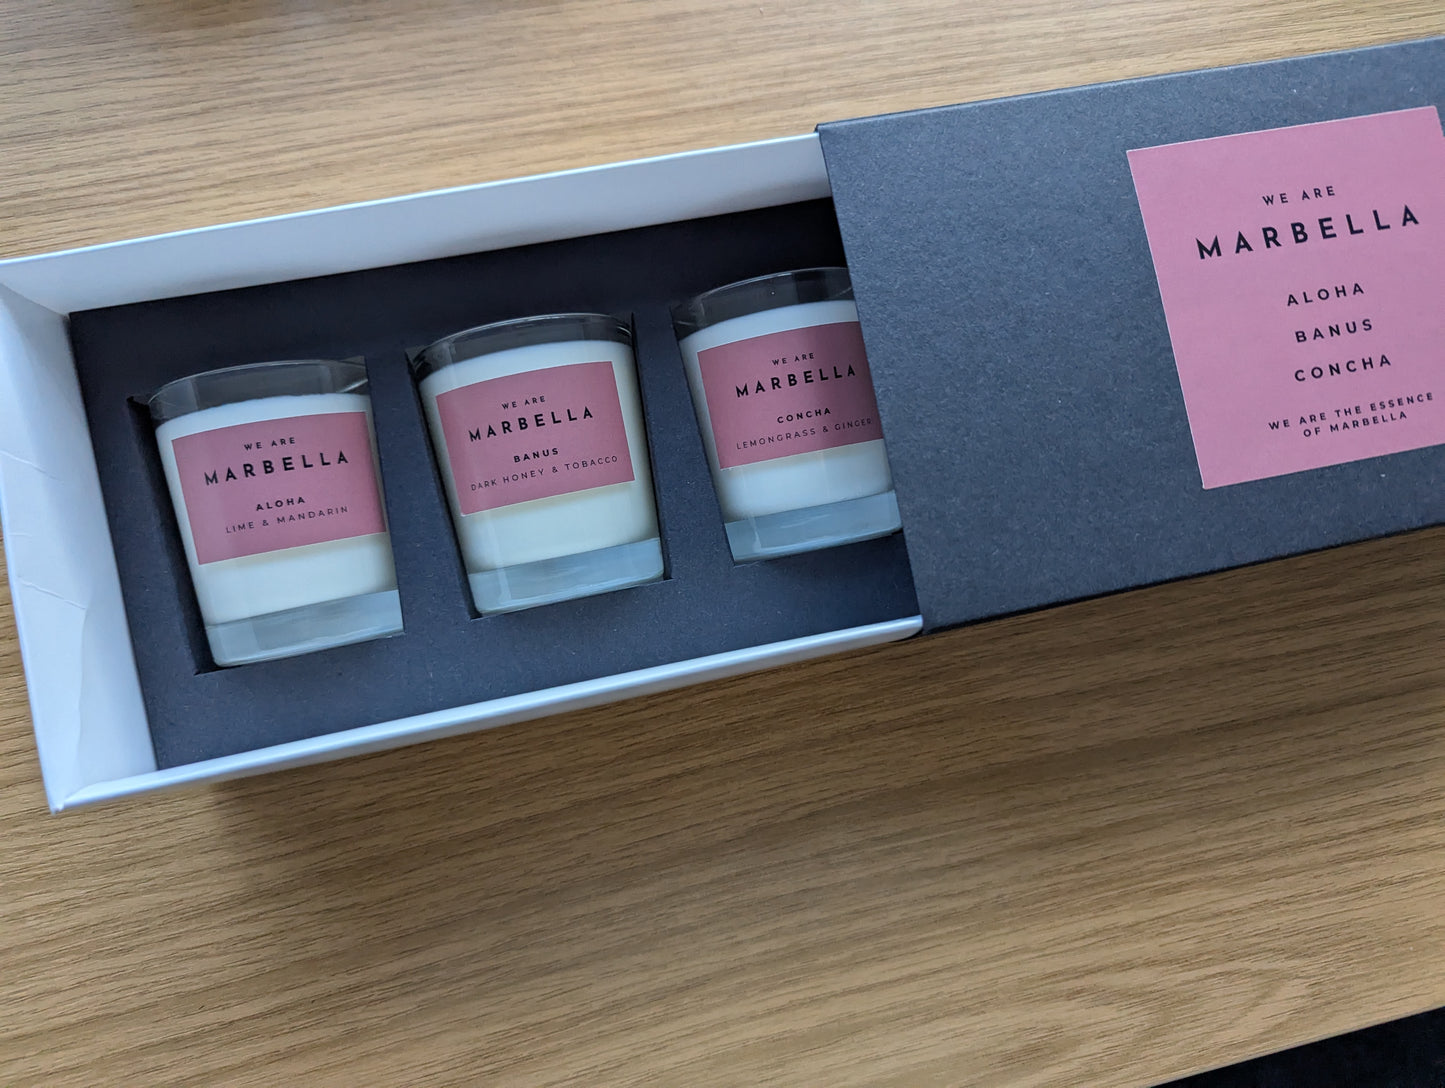 WE ARE
MARBELLA
ALOHA
LIME & MANDARIN
WE ARE
MARBELLA
BANUS
DARK HONEY & TOBACCO
WE ARE
MARBELLA
CONCHA
LEMONGRASS & GINGER
WE ARE
MARBELLA
ALOHA
BANUS
CONCHA
WE ARE THE ESSENCE
OF MARBELLA